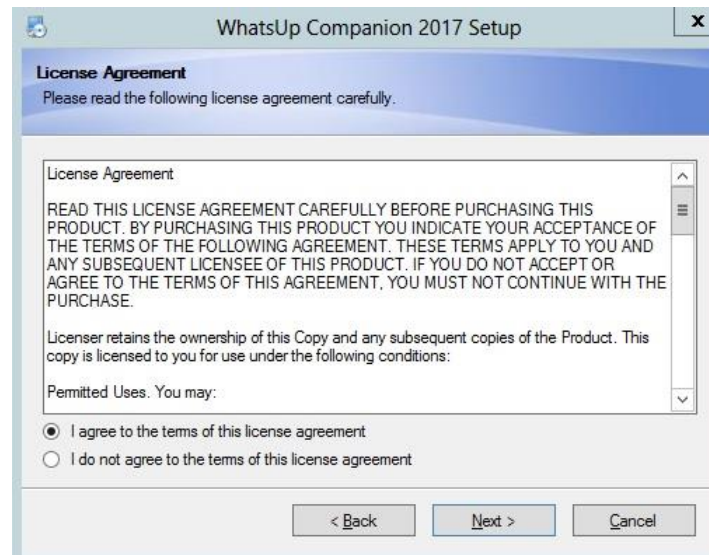 WhatsUp Companion 2017 Setup
x
License Agreement
Please read the following license agreement carefully.
License Agreement
READ THIS LICENSE AGREEMENT CAREFULLY BEFORE PURCHASING THIS
PRODUCT. BY PURCHASING THIS PRODUCT YOU INDICATE YOUR ACCEPTANCE OF
THE TERMS OF THE FOLLOWING AGREEMENT. THESE TERMS APPLY TO YOU AND
ANY SUBSEQUENT LICENSEE OF THIS PRODUCT. IF YOU DO NOT ACCEPT OR
AGREE TO THE TERMS OF THIS AGREEMENT, YOU MUST NOT CONTINUE WITH THE
PURCHASE.
Licenser retains the ownership of this Copy and any subsequent copies of the Product. This
copy is licensed to you for use under the following conditions:
Permitted Uses. You may:
I agree to the terms of this license agreement
I do not agree to the terms of this license agreement
< Back Next > Cancel